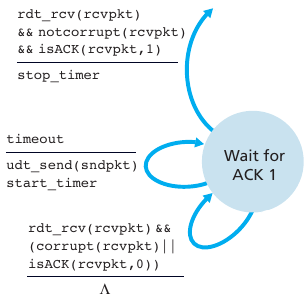 rdt_rcv(rcvpkt)
&& notcorrupt(rcvpkt)
&& isACK(rcvpkt,1)
stop_timer
timeout
udt_send(sndpkt)
start_timer
Wait for
ACK 1
rdt_rcv(rcvpkt) &&
(corrupt(rcvpkt)||
isACK(rcvpkt,0))
Λ